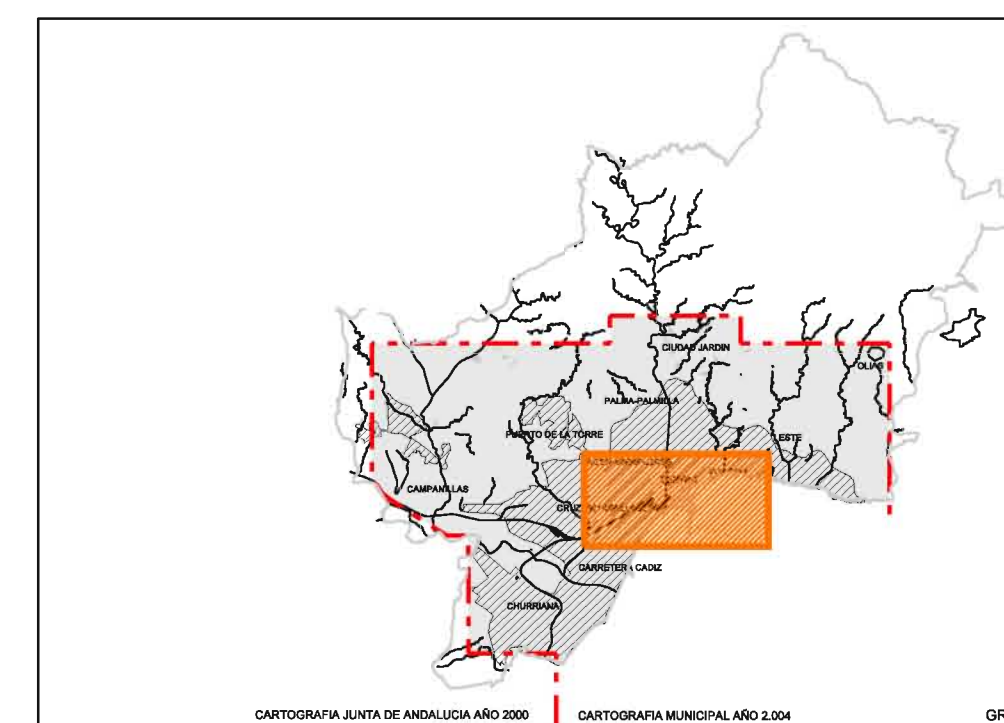 CIUDAD JARDIN
OLIAS
PALMA-PALMILLA
PUERTO DE LA TORRE
ESTE
CAMPANILLAS
CRUZ
CARRETERA CADIZ
CHURRIANA
CARTOGRAFIA JUNTA DE ANDALUCIA AÑO 2000
CARTOGRAFIA MUNICIPAL AÑO 2.004
GR